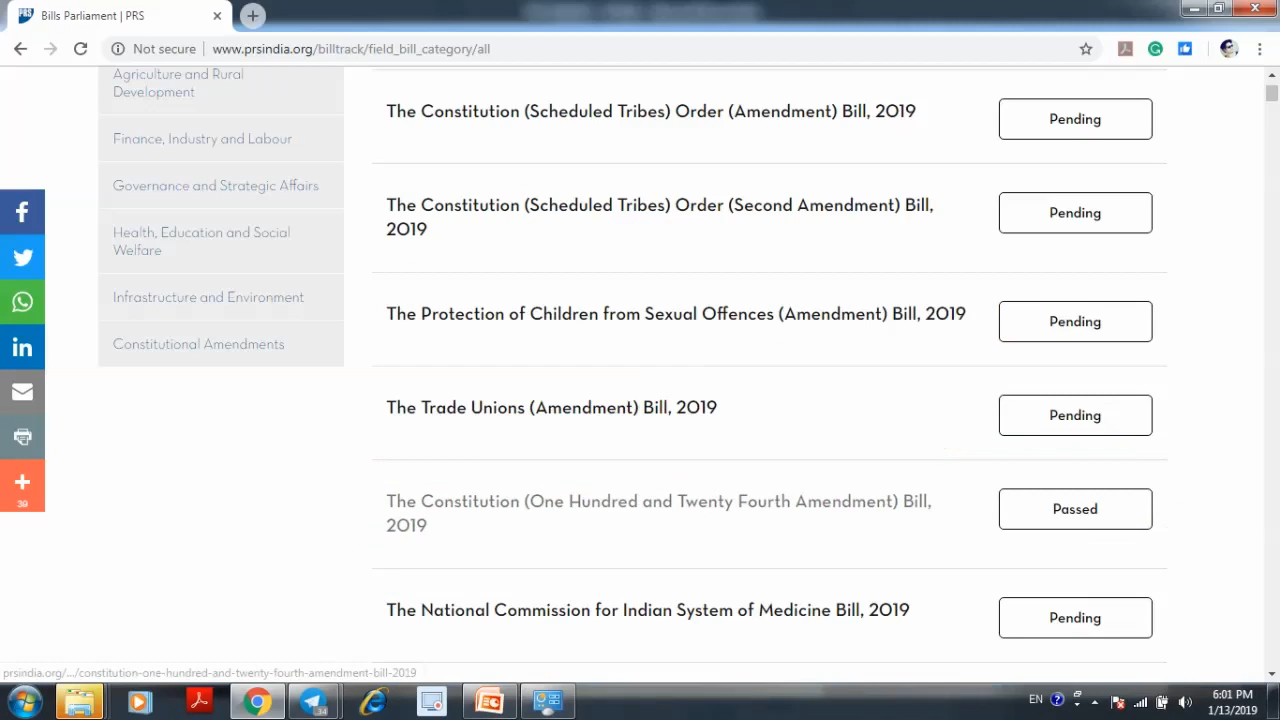 Bills Parliament | PRS
Not secure
www.prsindia.org/billtrack/field_bill_category/all
Agriculture and Rural
Development
Finance, Industry and Labour
Governance and Strategic Affairs
Health, Education and Social
Welfare
Infrastructure and Environment
Constitutional Amendments
39
The Constitution (Scheduled Tribes) Order (Amendment) Bill, 2019
Pending
The Constitution (Scheduled Tribes) Order (Second Amendment) Bill,
2019
Pending
The Protection of Children from Sexual Offences (Amendment) Bill, 2019
Pending
The Trade Unions (Amendment) Bill, 2019
Pending
The Constitution (One Hundred and Twenty Fourth Amendment) Bill,
2019
Passed
The National Commission for Indian System of Medicine Bill, 2019
Pending
prsindia.org/.../constitution-one-hundred-and-twenty-fourth-amendment-bill-2019
EN
6:01 PM
1/13/2019